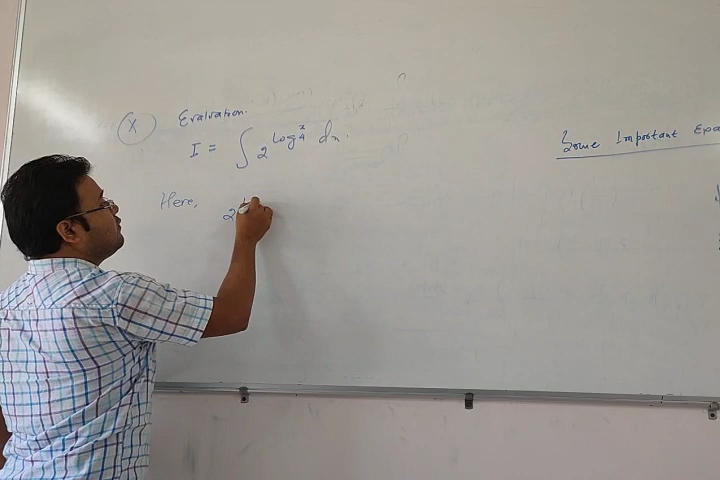 (X) Evaluation.
I = ∫ 2^{log_4^x} dx.
Here, 2
Some Important